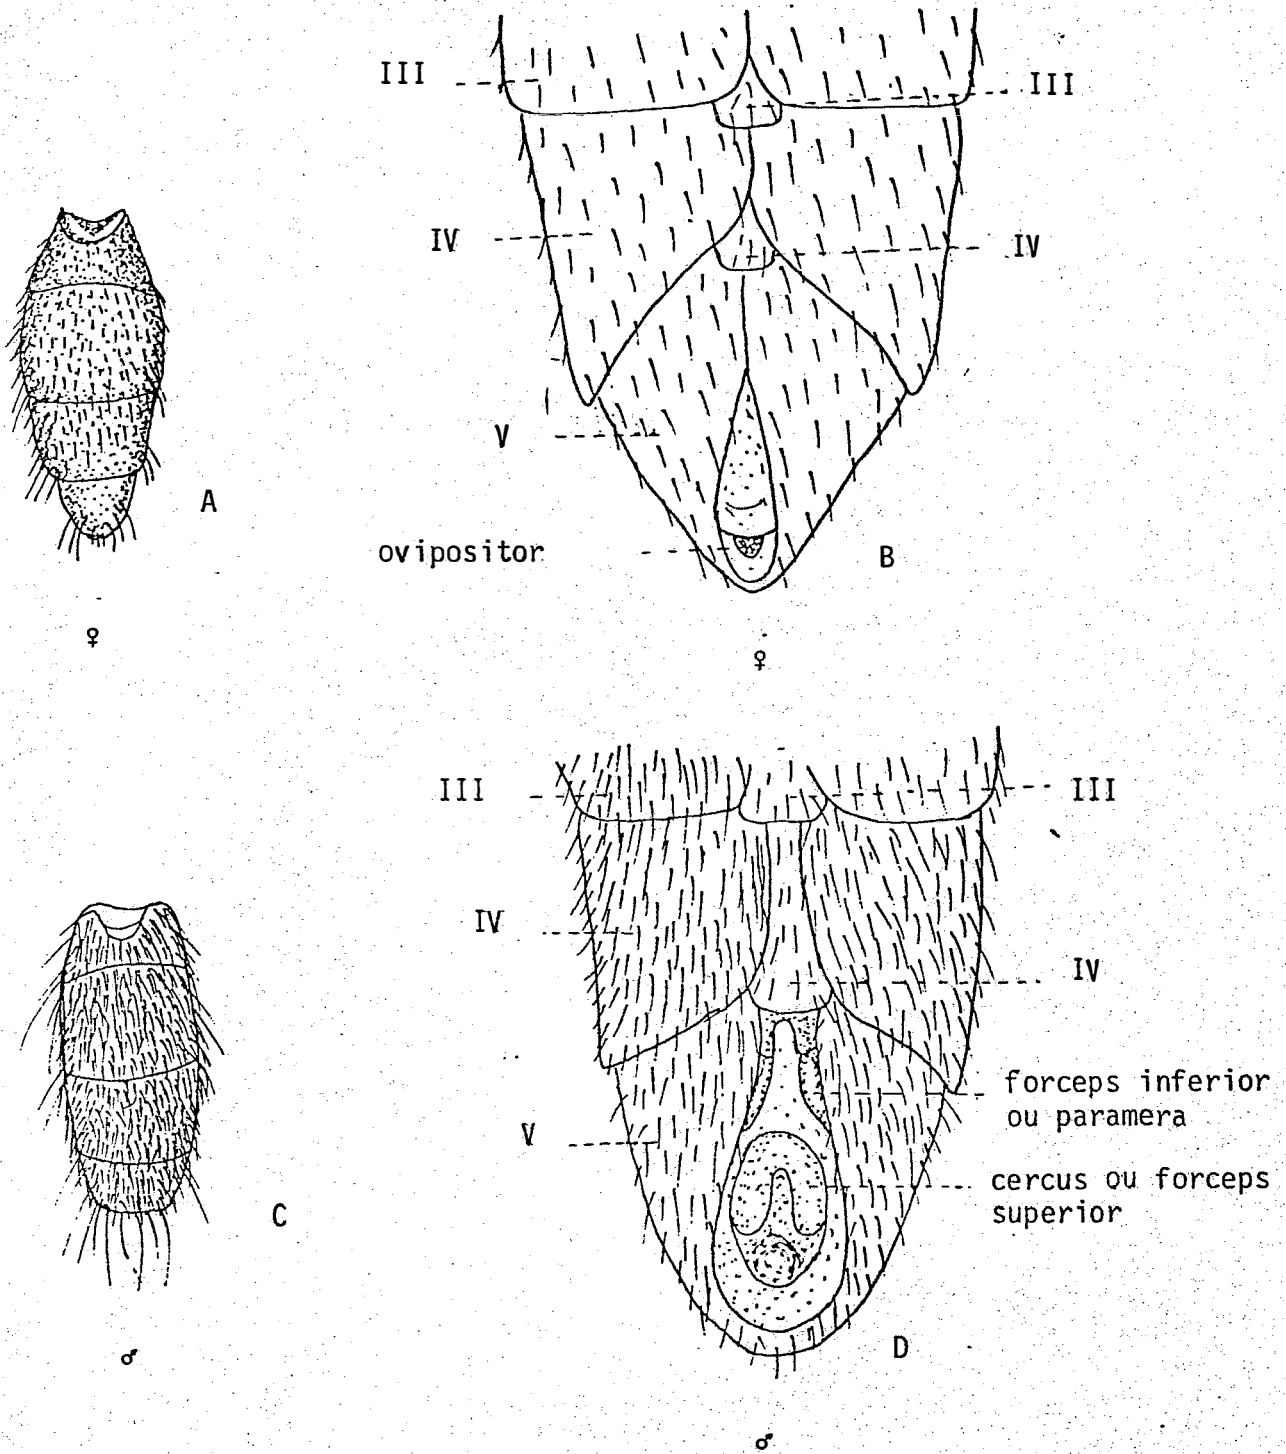 III
III
IV
IV
A
V
ovipositor
B
♀
♀
III
III
IV
IV
forceps inferior
ou paramera
V
cercus ou forceps
superior
C
D
♂
♂